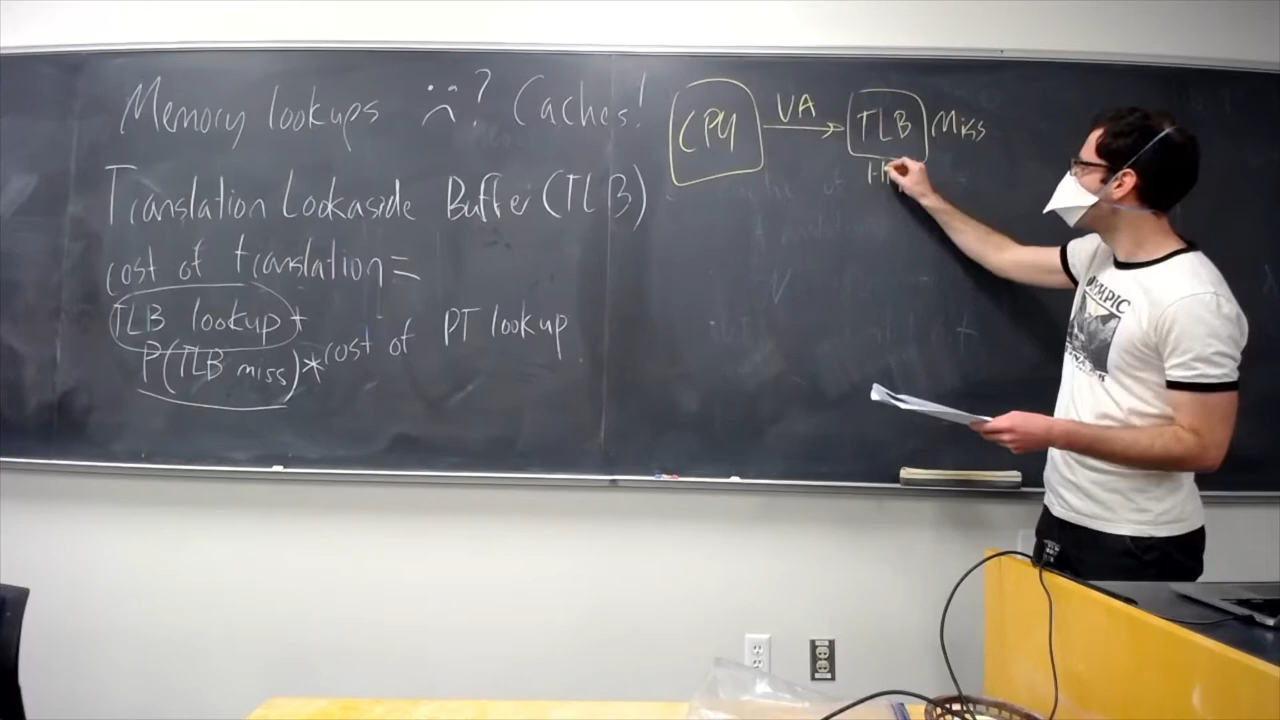 Memory lookups :(? Caches!
Translation Lookaside Buffer (TLB)
cost of translation =
TLB lookup +
P(TLB miss) * cost of PT lookup
CPU VA TLB Miss
OLYMPIC